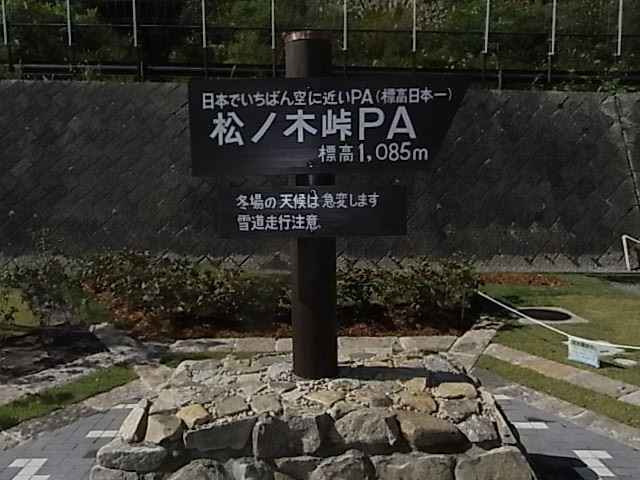 日本でいちばん空に近いPA(標高日本一)
松ノ木峠PA
標高1,085m
冬場の天候は急変します
雪道走行注意